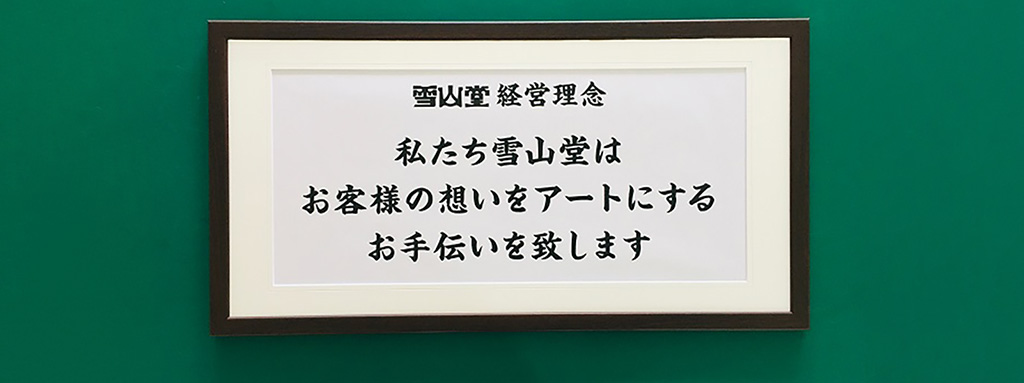 雪山堂 経営理念
私たち雪山堂は
お客様の想いをアートにする
お手伝いを致します